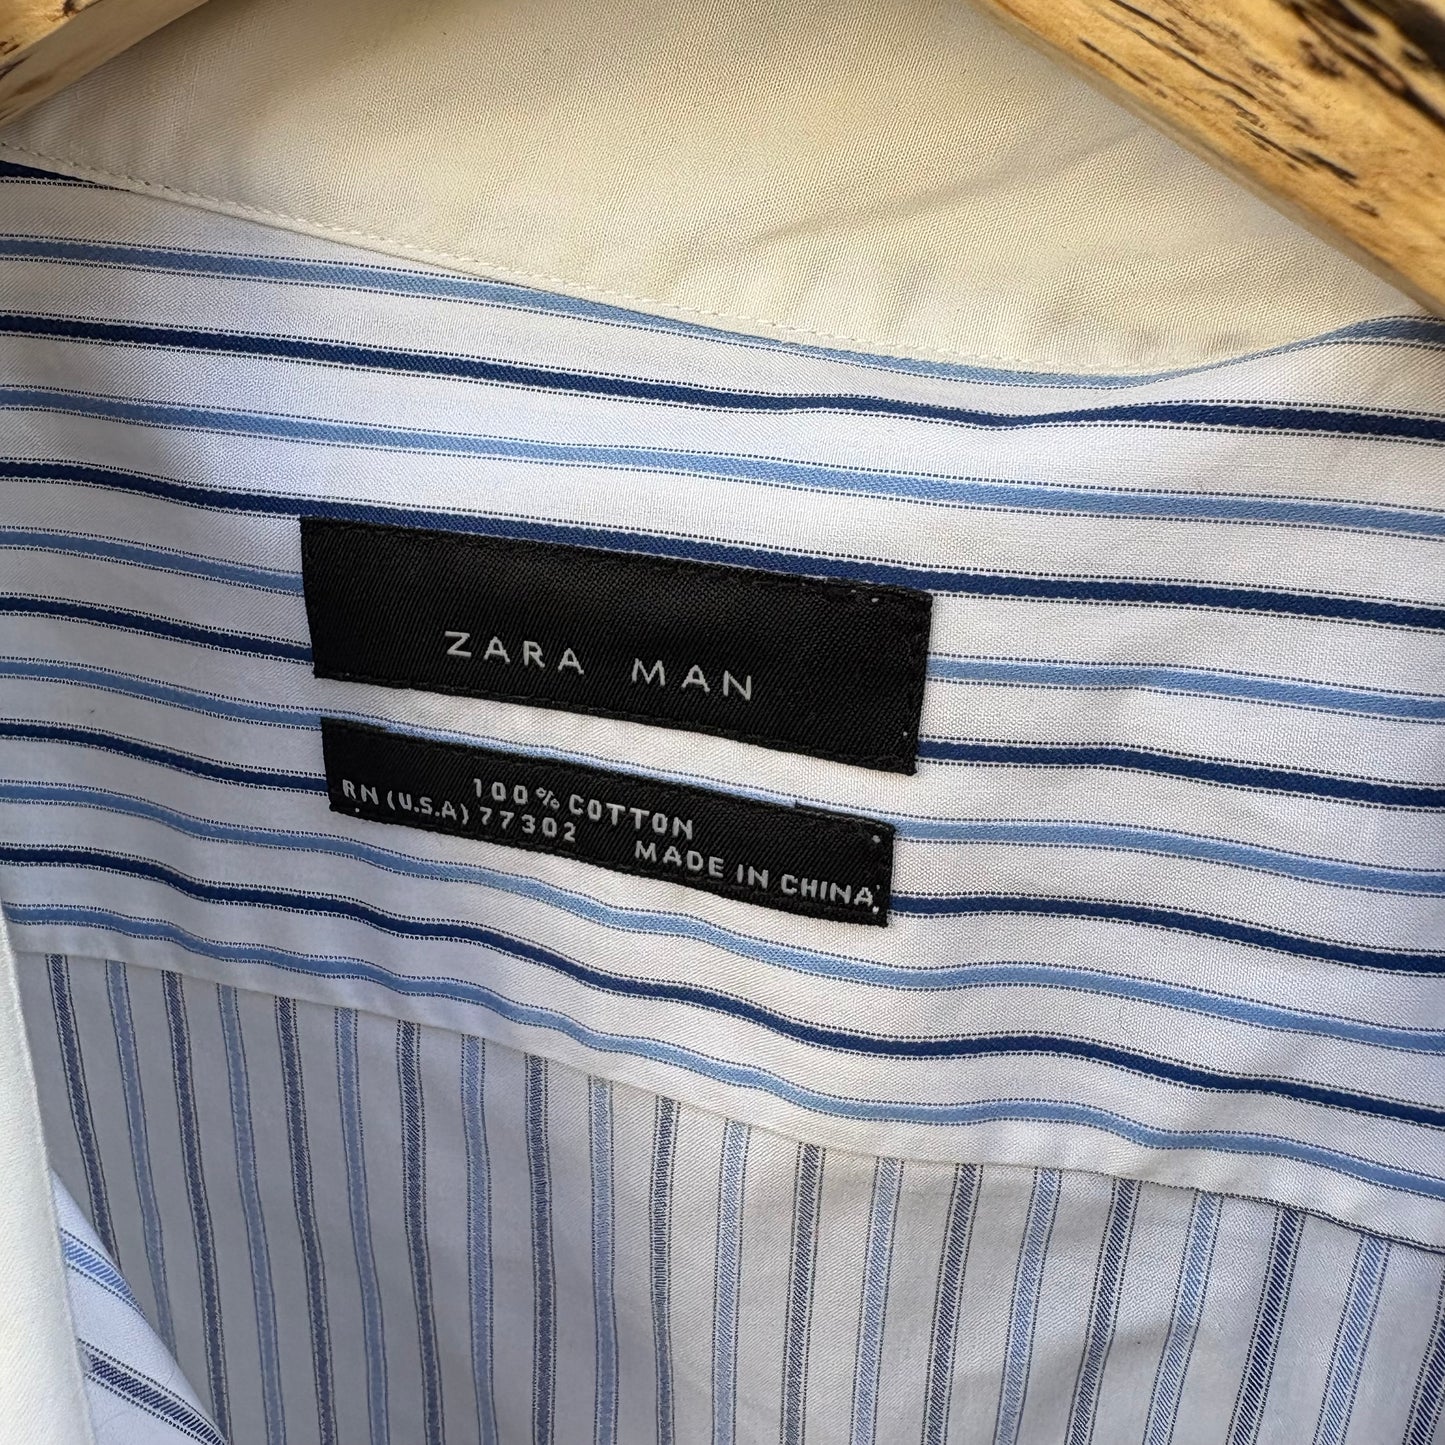 ZARA MAN
100% COTTON
RN (U.S.A) 77302
MADE IN CHINA